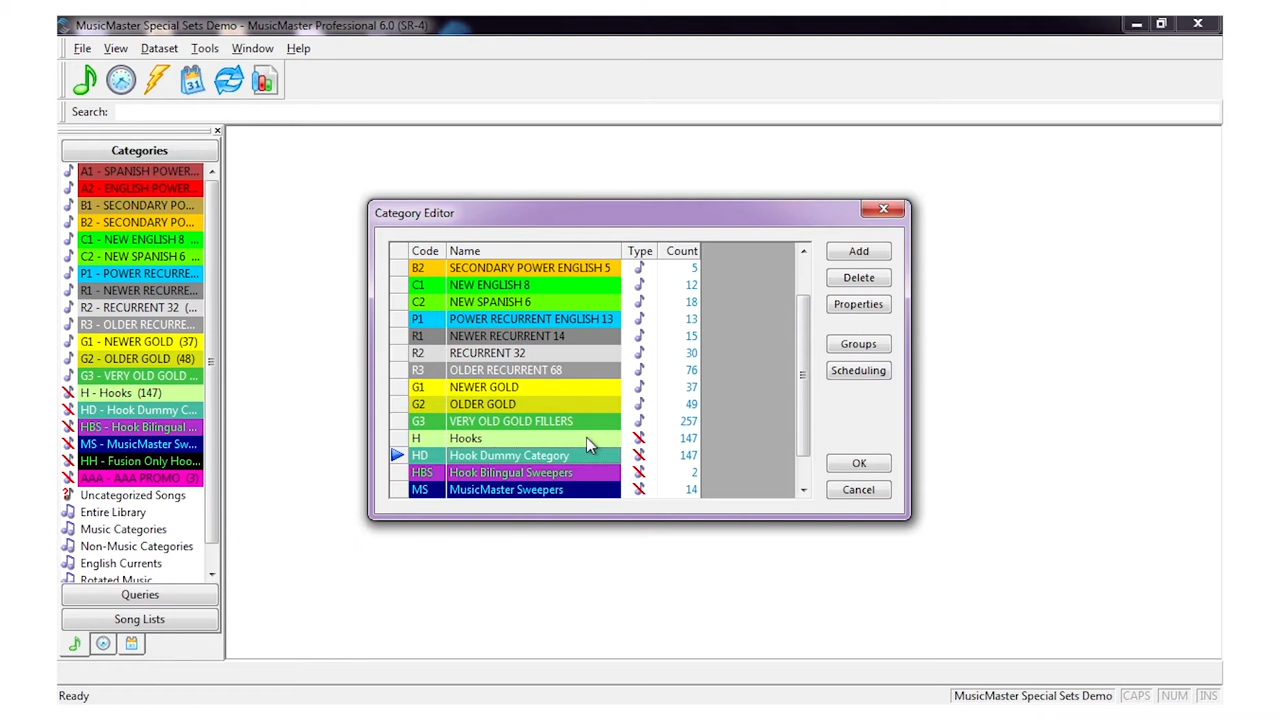 MusicMaster Special Sets Demo - MusicMaster Professional 6.0 (SR-4)
File View Dataset Tools Window Help
31
Search:
Categories
A1 - SPANISH POWER...
A2 - ENGLISH POWER...
B1 - SECONDARY PO...
B2 - SECONDARY PO...
C1 - NEW ENGLISH 8 ...
C2 - NEW SPANISH 6 ...
P1 - POWER RECURRE...
R1 - NEWER RECURRE...
R2 - RECURRENT 32 (...
R3 - OLDER RECURRE...
G1 - NEWER GOLD (37)
G2 - OLDER GOLD (48)
G3 - VERY OLD GOLD ...
H - Hooks (147)
HD - Hook Dummy C...
HBS - Hook Bilingual...
MS - MusicMaster Sw...
HH - Fusion Only Hoo...
AAA - AAA PROMO (3)
Uncategorized Songs
Entire Library
Music Categories
Non-Music Categories
English Currents
Rotated Music
Queries
Song Lists
Category Editor
Code Name Type Count
B2 SECONDARY POWER ENGLISH 5 5
C1 NEW ENGLISH 8 12
C2 NEW SPANISH 6 18
P1 POWER RECURRENT ENGLISH 13 13
R1 NEWER RECURRENT 14 15
R2 RECURRENT 32 30
R3 OLDER RECURRENT 68 76
G1 NEWER GOLD 37
G2 OLDER GOLD 49
G3 VERY OLD GOLD FILLERS 257
H Hooks 147
HD Hook Dummy Category 147
HBS Hook Bilingual Sweepers 2
MS MusicMaster Sweepers 14
Add
Delete
Properties
Groups
Scheduling
OK
Cancel
Ready MusicMaster Special Sets Demo CAPS NUM INS